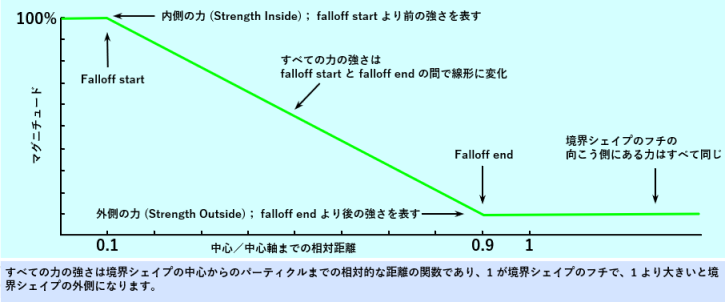 100%
内側の力 (Strength Inside)； falloff start より前の強さを表す
Falloff start
すべての力の強さは
falloff start と falloff end の間で線形に変化
マグニチュード
Falloff end
境界シェイプのフチの
向こう側にある力はすべて同じ
外側の力 (Strength Outside)； falloff end より後の強さを表す
0.1
中心／中心軸までの相対距離
0.9
1
すべての力の強さは境界シェイプの中心からのパーティクルまでの相対的な距離の関数であり、1 が境界シェイプのフチで、1 より大きいと境
界シェイプの外側になります。